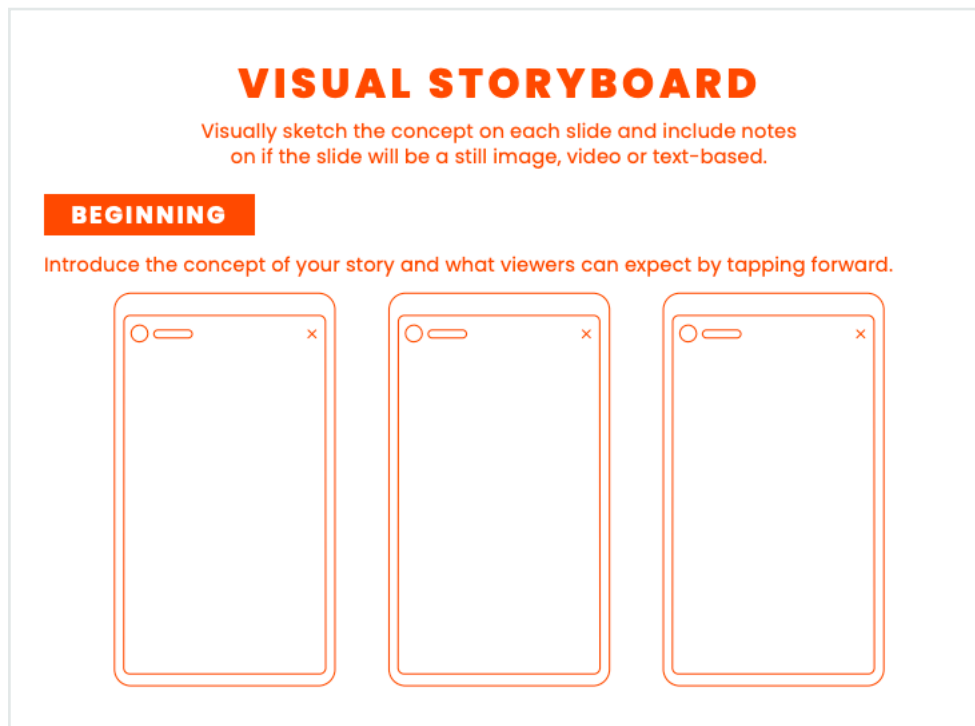 VISUAL STORYBOARD
Visually sketch the concept on each slide and include notes
on if the slide will be a still image, video or text-based.
BEGINNING
Introduce the concept of your story and what viewers can expect by tapping forward.